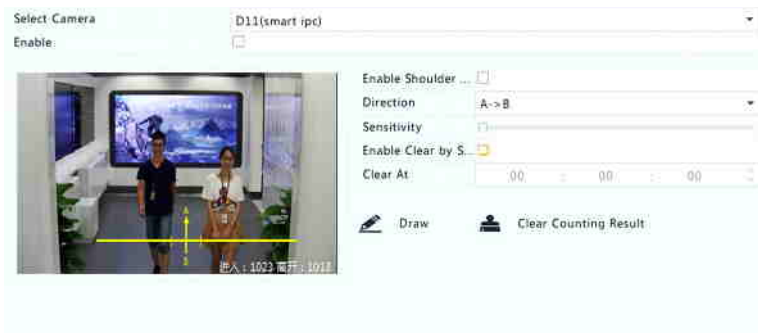 Select Camera
D11(smart ipc)
Enable
Enable Shoulder ...
Direction
A->B
Sensitivity
Enable Clear by S...
Clear At
00 : 00 : 00
Draw
Clear Counting Result
A
进入：1023 离开：1013